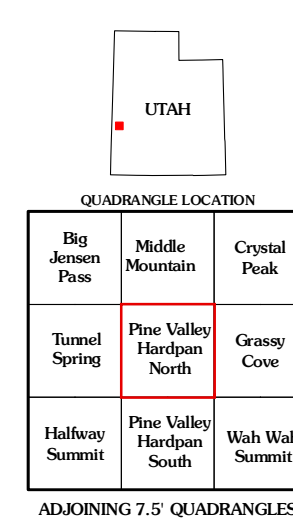 UTAH
QUADRANGLE LOCATION
Big
Jensen
Pass
Middle
Mountain
Crystal
Peak
Tunnel
Spring
Pine Valley
Hardpan
North
Grassy
Cove
Halfway
Summit
Pine Valley
Hardpan
South
Wah Wah
Summit
ADJOINING 7.5' QUADRANGLES